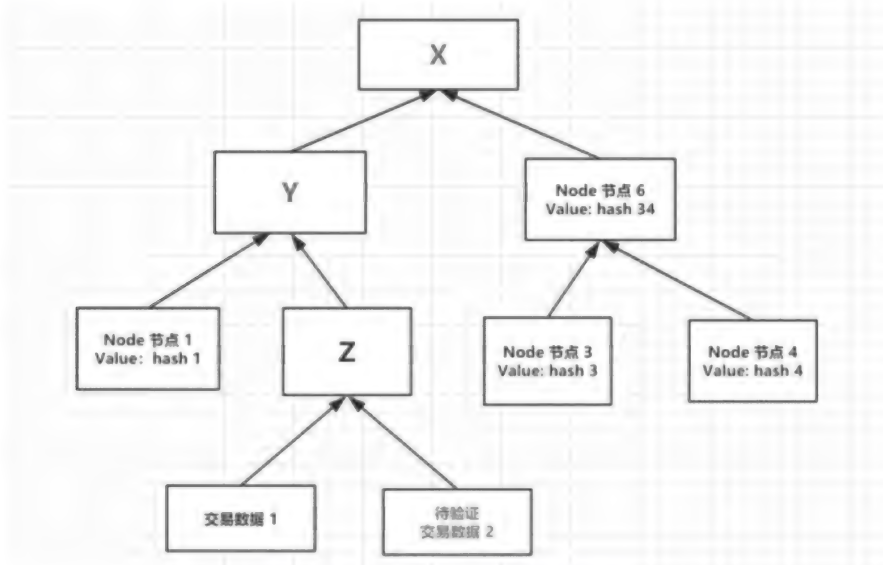 X
Y
Node 节点 6
Value: hash 34
Node 节点 1
Value: hash 1
Z
Node 节点 3
Value: hash 3
Node 节点 4
Value: hash 4
交易数据 1
待验证
交易数据 2